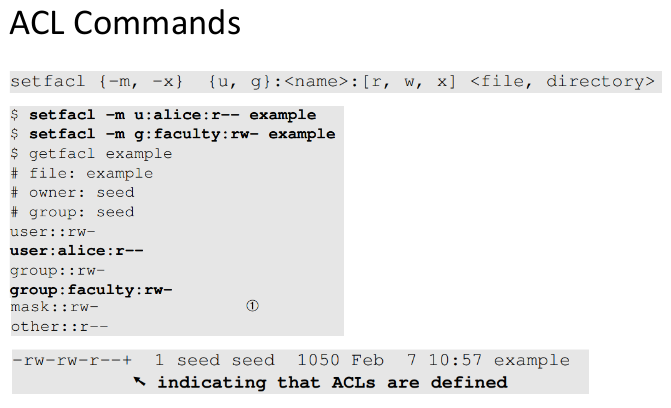 ACL Commands
setfacl {-m, -x}  {u, g}:<name>:[r, w, x] <file, directory>
$ setfacl -m u:alice:r-- example
$ setfacl -m g:faculty:rw- example
$ getfacl example
# file: example
# owner: seed
# group: seed
user::rw-
user:alice:r--
group::rw-
group:faculty:rw-
mask::rw- ①
other::r--
-rw-rw-r--+  1 seed seed  1050 Feb  7 10:57 example
↖ indicating that ACLs are defined